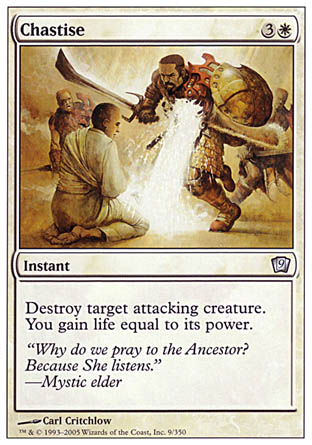 Chastise 3
Instant 9
Destroy target attacking creature.
You gain life equal to its power.
“Why do we pray to the Ancestor?
Because She listens.”
—Mystic elder
Carl Critchlow
™ & © 1993–2005 Wizards of the Coast, Inc. 9/350